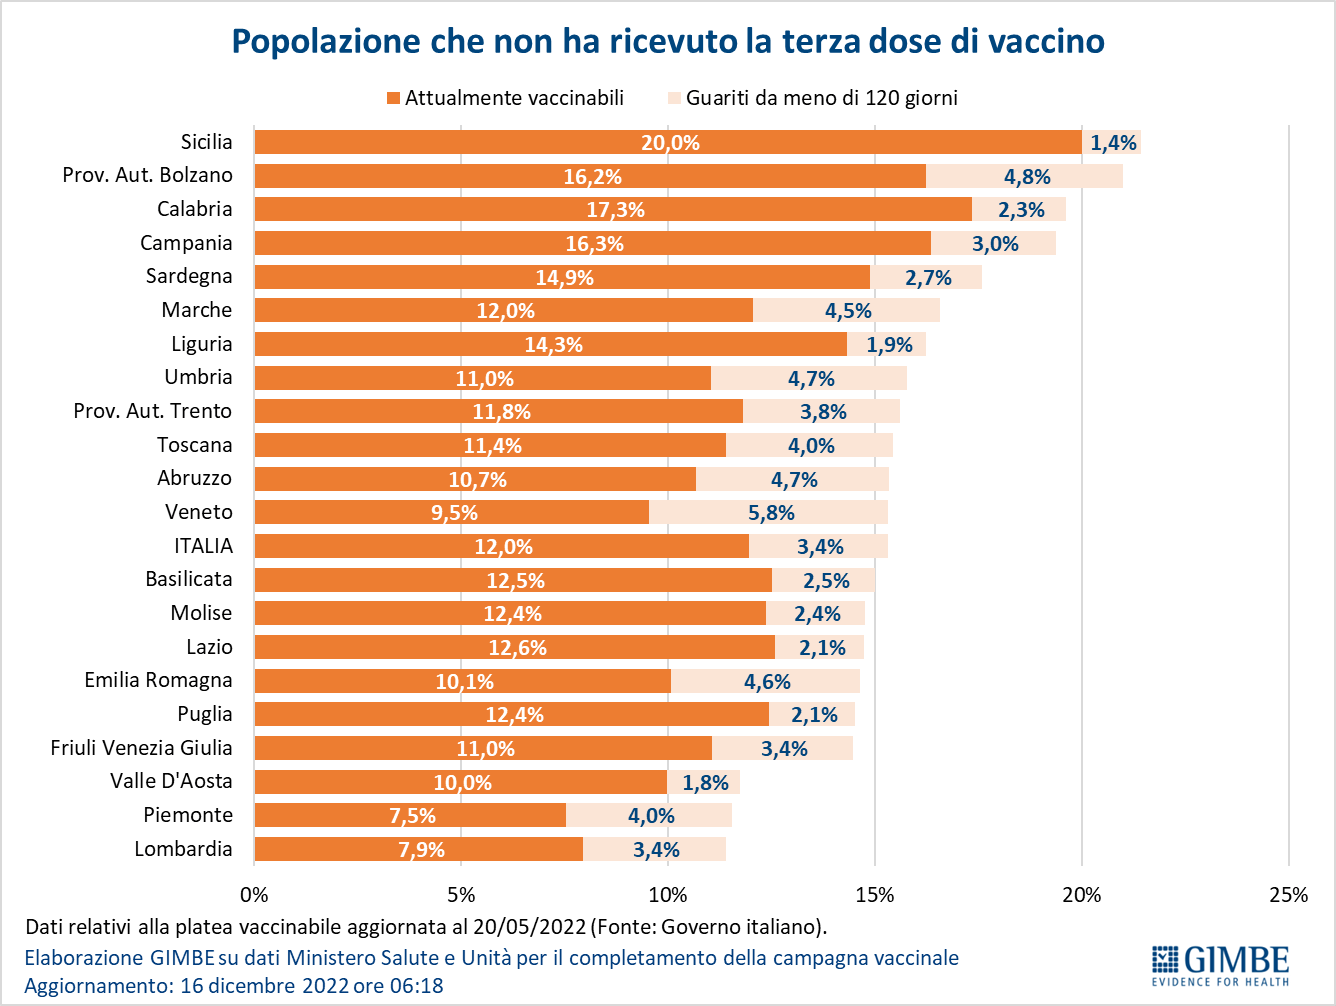 Popolazione che non ha ricevuto la terza dose di vaccino
Attualmente vaccinabili Guariti da meno di 120 giorni
Sicilia 20,0% 1,4%
Prov. Aut. Bolzano 16,2% 4,8%
Calabria 17,3% 2,3%
Campania 16,3% 3,0%
Sardegna 14,9% 2,7%
Marche 12,0% 4,5%
Liguria 14,3% 1,9%
Umbria 11,0% 4,7%
Prov. Aut. Trento 11,8% 3,8%
Toscana 11,4% 4,0%
Abruzzo 10,7% 4,7%
Veneto 9,5% 5,8%
ITALIA 12,0% 3,4%
Basilicata 12,5% 2,5%
Molise 12,4% 2,4%
Lazio 12,6% 2,1%
Emilia Romagna 10,1% 4,6%
Puglia 12,4% 2,1%
Friuli Venezia Giulia 11,0% 3,4%
Valle D'Aosta 10,0% 1,8%
Piemonte 7,5% 4,0%
Lombardia 7,9% 3,4%
0% 5% 10% 15% 20% 25%
Dati relativi alla platea vaccinabile aggiornata al 20/05/2022 (Fonte: Governo italiano).
Elaborazione GIMBE su dati Ministero Salute e Unità per il completamento della campagna vaccinale
Aggiornamento: 16 dicembre 2022 ore 06:18
GIMBE
EVIDENCE FOR HEALTH